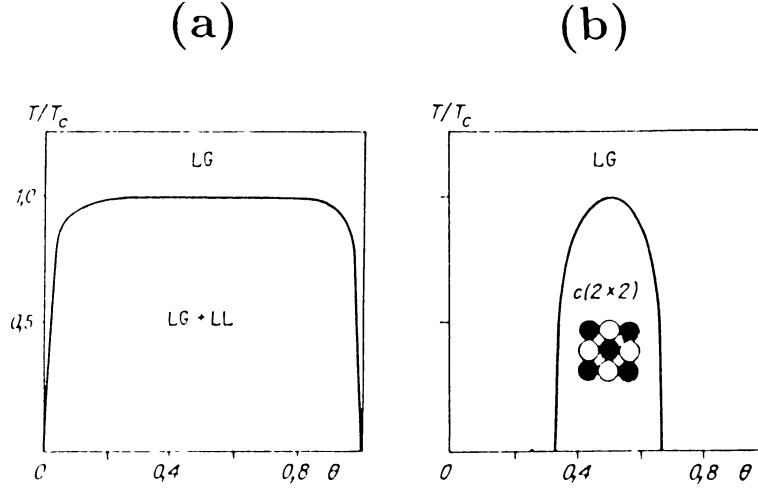 (a)
(b)
T/Tc
T/Tc
LG
LG
1,0
c(2×2)
0,5
LG + LL
0
0,4
0,8
θ
0
0,4
0,8
θ